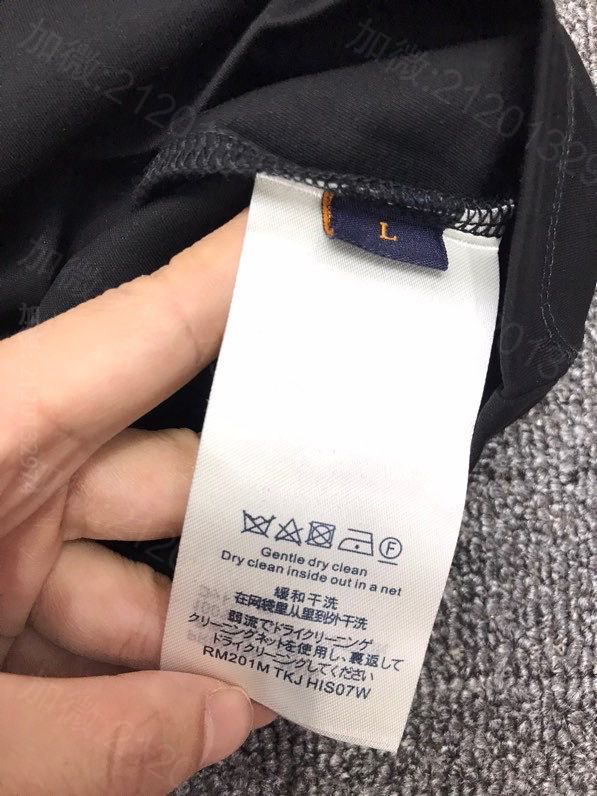 L
Gentle dry clean
Dry clean inside out in a net
缓和干洗
在网袋里从里到外干洗
弱流でドライクリーニング
クリーニングネットを使用し、裏返して
ドライクリーニングしてください
RM201M TKJ HIS07W
加微:2120